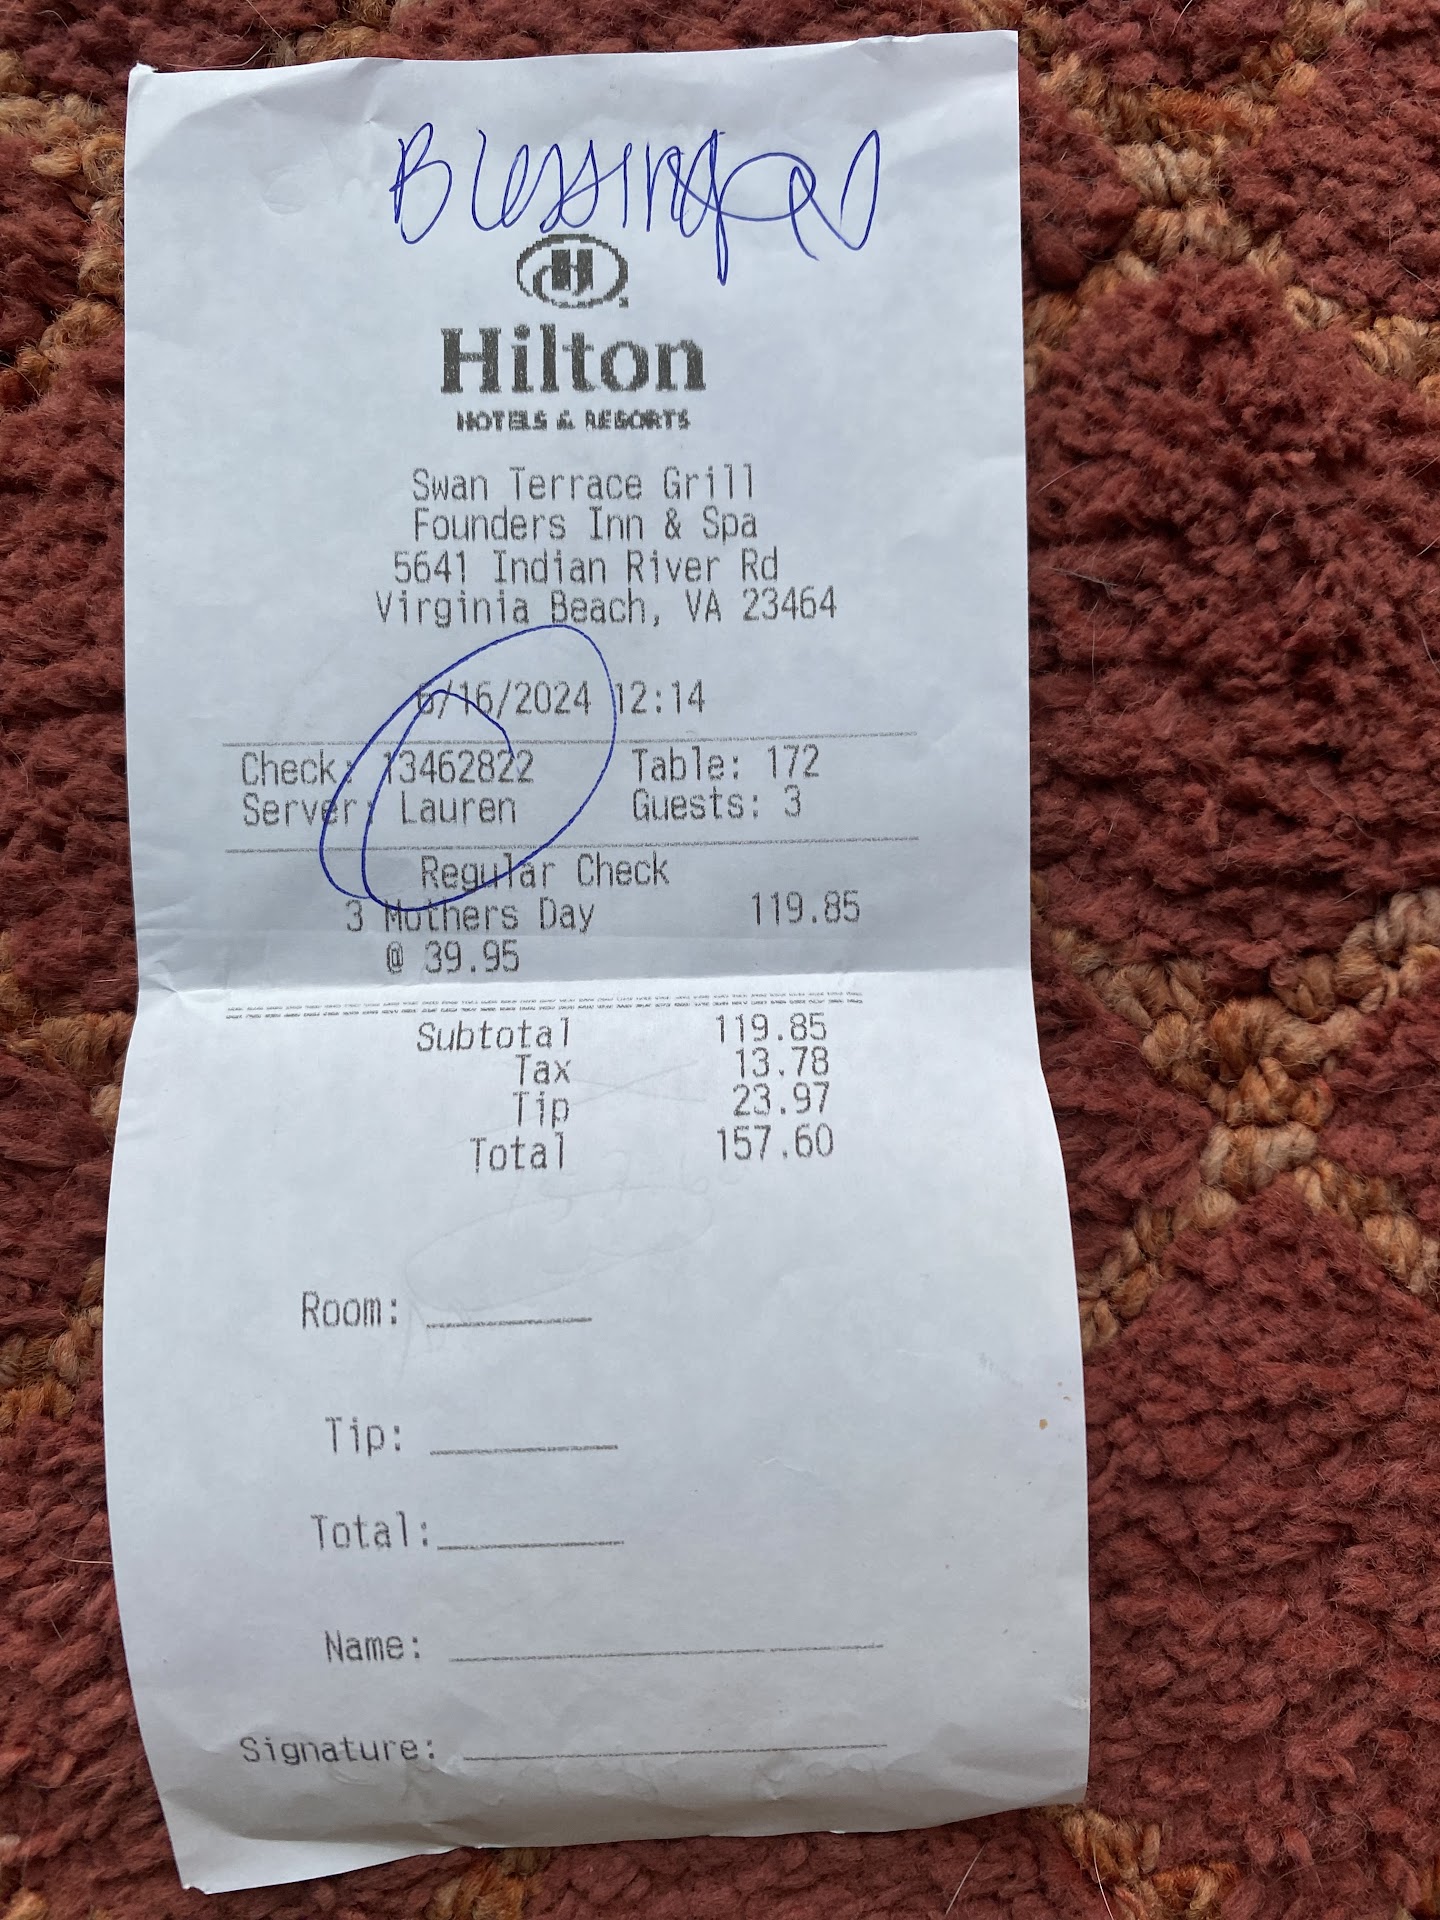 Blessings
Hilton
HOTELS & RESORTS
Swan Terrace Grill
Founders Inn & Spa
5641 Indian River Rd
Virginia Beach, VA 23464
6/16/2024 12:14
Check: 13462822 Table: 172
Server: Lauren Guests: 3
Regular Check
3 Mothers Day 119.85
@ 39.95
Subtotal 119.85
Tax 13.78
Tip 23.97
Total 157.60
Room:
Tip:
Total:
Name:
Signature: